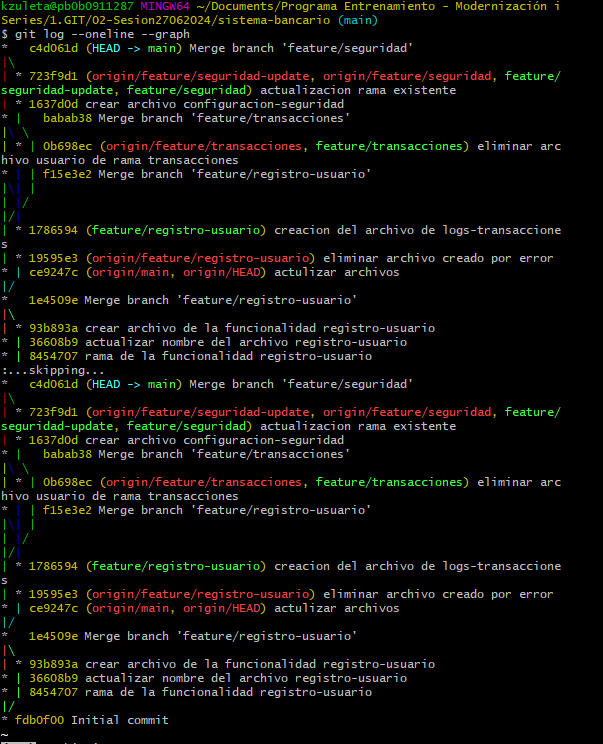 kzuleta@pb0b0911287 MINGW64 ~/Documents/Programa Entrenamiento - Modernización i
Series/1.GIT/02-Sesion27062024/sistema-bancario (main)
$ git log --oneline --graph
*   c4d061d (HEAD -> main) Merge branch 'feature/seguridad'
|\
| * 723f9d1 (origin/feature/seguridad-update, origin/feature/seguridad, feature/
seguridad-update, feature/seguridad) actualizacion rama existente
| * 1637d0d crear archivo configuracion-seguridad
* |   babab38 Merge branch 'feature/transacciones'
|\ \
| * | 0b698ec (origin/feature/transacciones, feature/transacciones) eliminar arc
hivo usuario de rama transacciones
* | | f15e3e2 Merge branch 'feature/registro-usuario'
|\| |
| |/
|/|
| * 1786594 (feature/registro-usuario) creacion del archivo de logs-transaccione
s
| * 19595e3 (origin/feature/registro-usuario) eliminar archivo creado por error
* | ce9247c (origin/main, origin/HEAD) actulizar archivos
|/
*   1e4509e Merge branch 'feature/registro-usuario'
|\
| * 93b893a crear archivo de la funcionalidad registro-usuario
* | 36608b9 actualizar nombre del archivo registro-usuario
* | 8454707 rama de la funcionalidad registro-usuario
:...skipping...
*   c4d061d (HEAD -> main) Merge branch 'feature/seguridad'
|\
| * 723f9d1 (origin/feature/seguridad-update, origin/feature/seguridad, feature/
seguridad-update, feature/seguridad) actualizacion rama existente
| * 1637d0d crear archivo configuracion-seguridad
* |   babab38 Merge branch 'feature/transacciones'
|\ \
| * | 0b698ec (origin/feature/transacciones, feature/transacciones) eliminar arc
hivo usuario de rama transacciones
* | | f15e3e2 Merge branch 'feature/registro-usuario'
|\| |
| |/
|/|
| * 1786594 (feature/registro-usuario) creacion del archivo de logs-transaccione
s
| * 19595e3 (origin/feature/registro-usuario) eliminar archivo creado por error
* | ce9247c (origin/main, origin/HEAD) actulizar archivos
|/
*   1e4509e Merge branch 'feature/registro-usuario'
|\
| * 93b893a crear archivo de la funcionalidad registro-usuario
* | 36608b9 actualizar nombre del archivo registro-usuario
* | 8454707 rama de la funcionalidad registro-usuario
|/
* fdb0f00 Initial commit
~